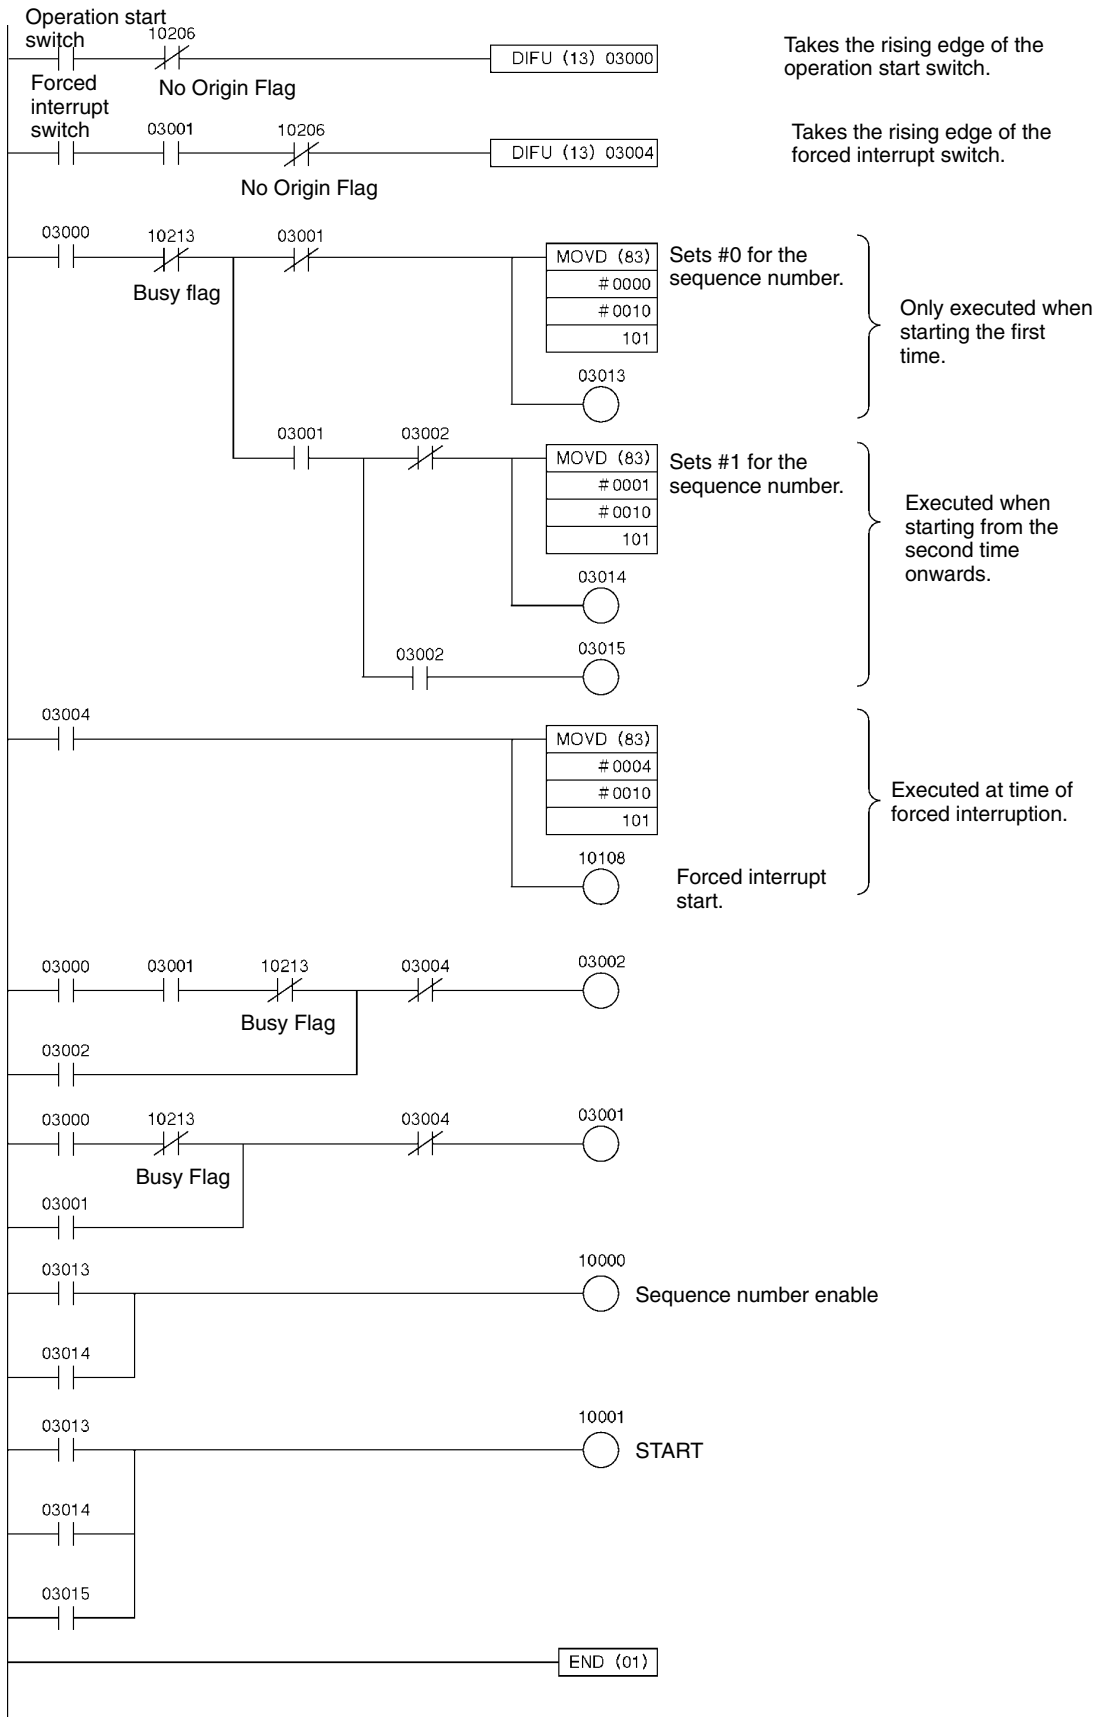 Operation start
switch
10206
DIFU (13) 03000
Takes the rising edge of the
operation start switch.
No Origin Flag
Forced
interrupt
switch
03001
10206
DIFU (13) 03004
Takes the rising edge of the
forced interrupt switch.
No Origin Flag
03000
10213
03001
Busy flag
MOVD (83)
#0000
#0010
101
Sets #0 for the
sequence number.
Only executed when
starting the first
time.
03013
03001
03002
MOVD (83)
#0001
#0010
101
Sets #1 for the
sequence number.
Executed when
starting from the
second time
onwards.
03014
03002
03015
03004
MOVD (83)
#0004
#0010
101
Executed at time of
forced interruption.
10108
Forced interrupt
start.
03000
03001
10213
03004
03002
Busy Flag
03002
03000
10213
03004
03001
Busy Flag
03001
03013
10000
Sequence number enable
03014
03013
10001
START
03014
03015
END (01)